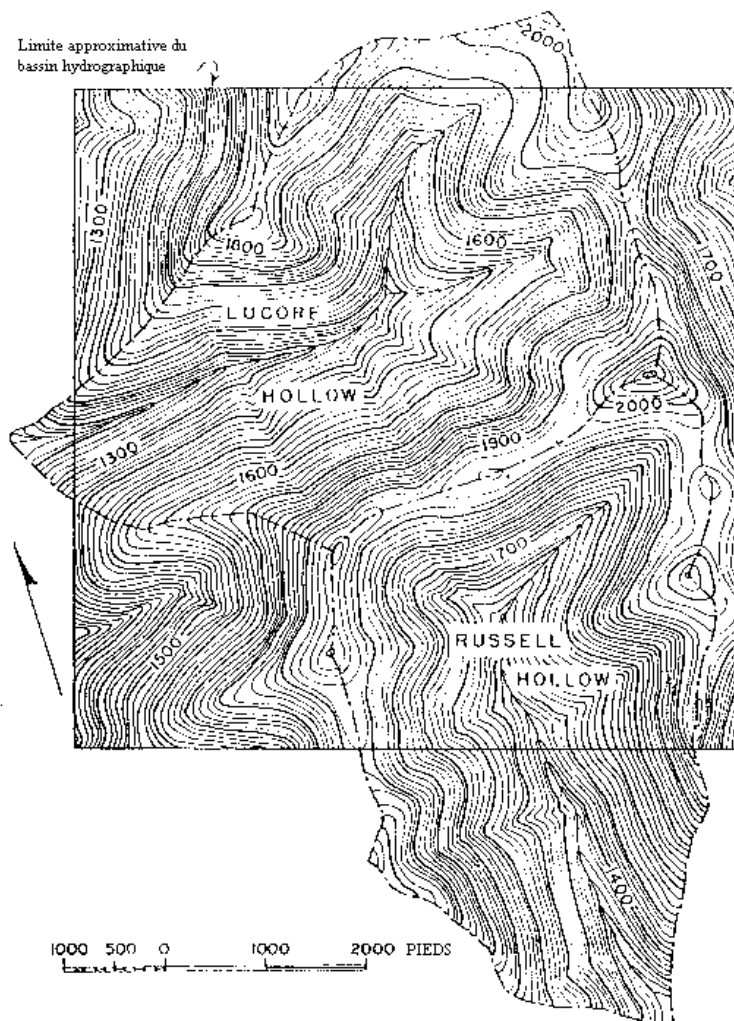 Limite approximative du
bassin hydrographique
2000
1300
1800
1600
1700
LUCORE
HOLLOW
2000
1900
1300
1600
1700
1500
RUSSELL
HOLLOW
1400
1000 500 0 1000 2000 PIEDS